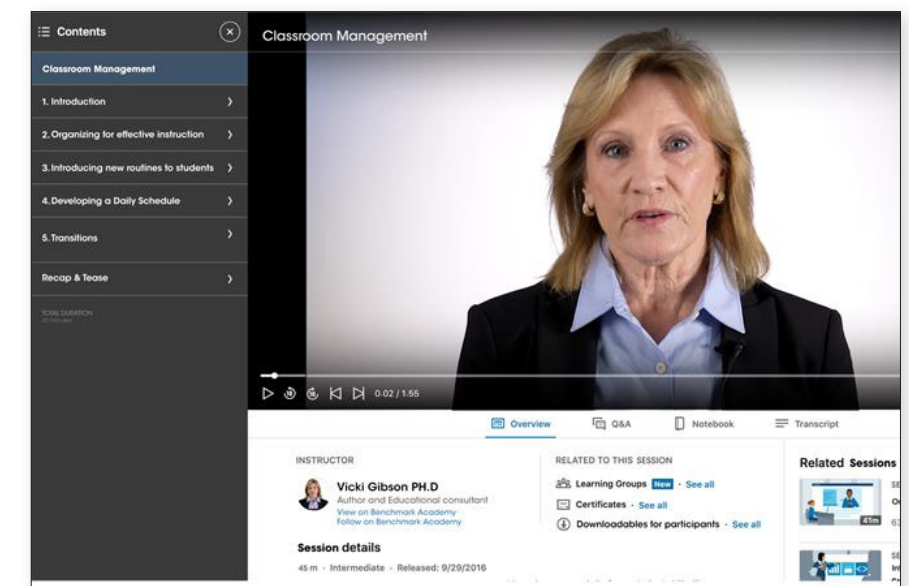 Contents
Classroom Management
Classroom Management
1. Introduction
2. Organizing for effective instruction
3. Introducing new routines to students
4. Developing a Daily Schedule
5. Transitions
Recap & Tease
TOTAL DURATION
45 Minutes
10
10
0:02 / 1:55
Overview
Q&A
Notebook
Transcript
INSTRUCTOR
Vicki Gibson PH.D
Author and Educational consultant
View on Benchmark Academy
Follow on Benchmark Academy
Session details
45 m · Intermediate · Released: 9/29/2016
RELATED TO THIS SESSION
Learning Groups New · See all
Certificates · See all
Downloadables for participants · See all
Related Sessions
41m